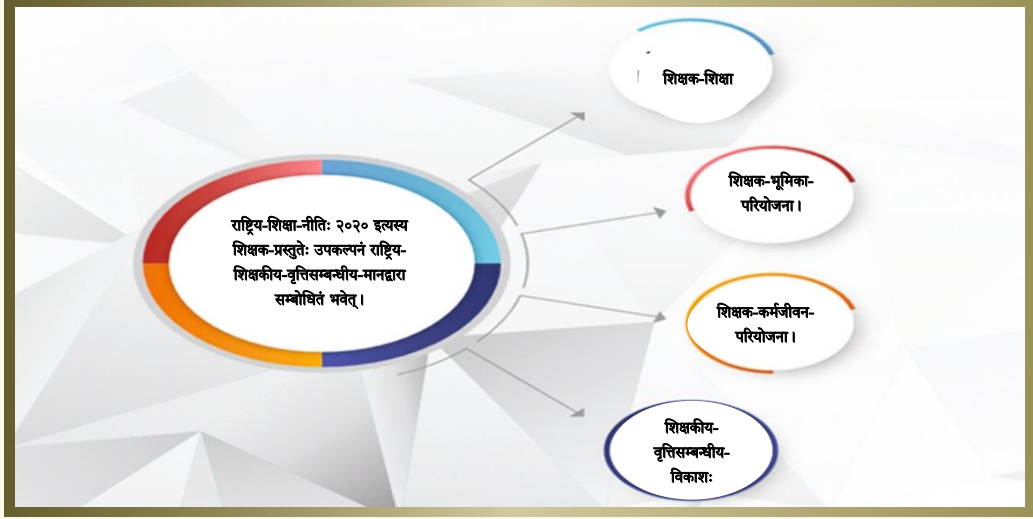 राष्ट्रिय-शिक्षा-नीतिः २०२० इत्यस्य
शिक्षक-प्रस्तुतेः उपकल्पनं राष्ट्रिय-
शिक्षकीय-वृत्तिसम्बन्धीय-मानद्वारा
सम्बोधितं भवेत्।
शिक्षक-शिक्षा
शिक्षक-भूमिका-
परियोजना।
शिक्षक-कर्मजीवन-
परियोजना।
शिक्षकीय-
वृत्तिसम्बन्धीय-
विकाशः